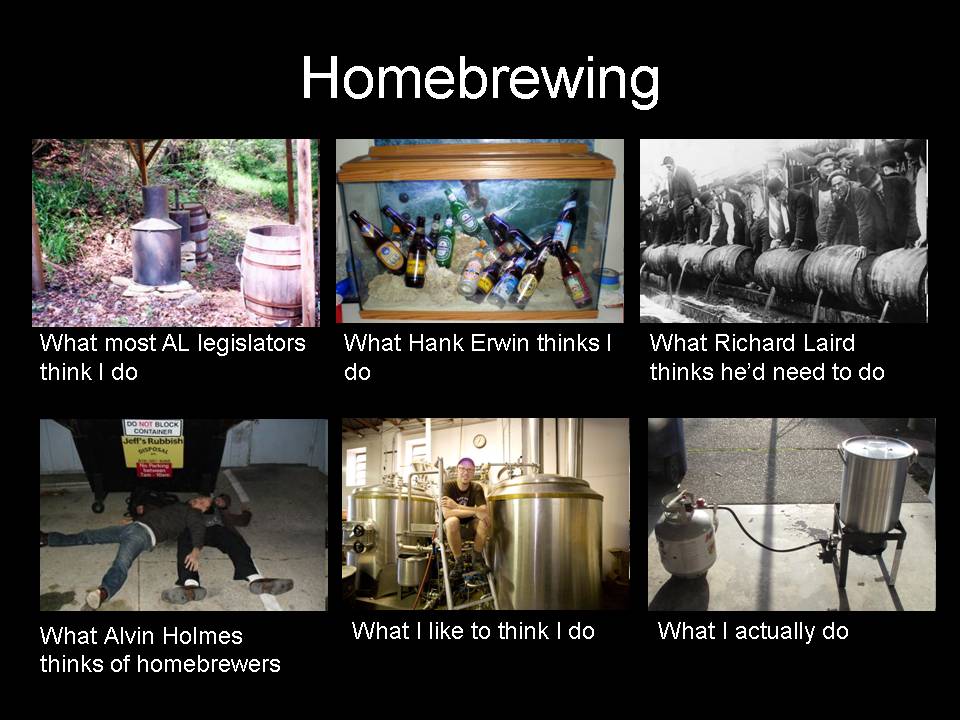 Homebrewing
What most AL legislators
think I do
What Hank Erwin thinks I
do
What Richard Laird
thinks he'd need to do
DO NOT BLOCK
CONTAINER
Jeff's Rubbish
DISPOSAL
No Parking
between
What Alvin Holmes
thinks of homebrewers
What I like to think I do
What I actually do